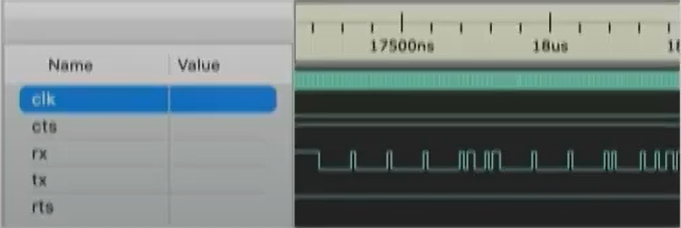 Name Value
17500ns 18us
clk
cts
rx
tx
rts